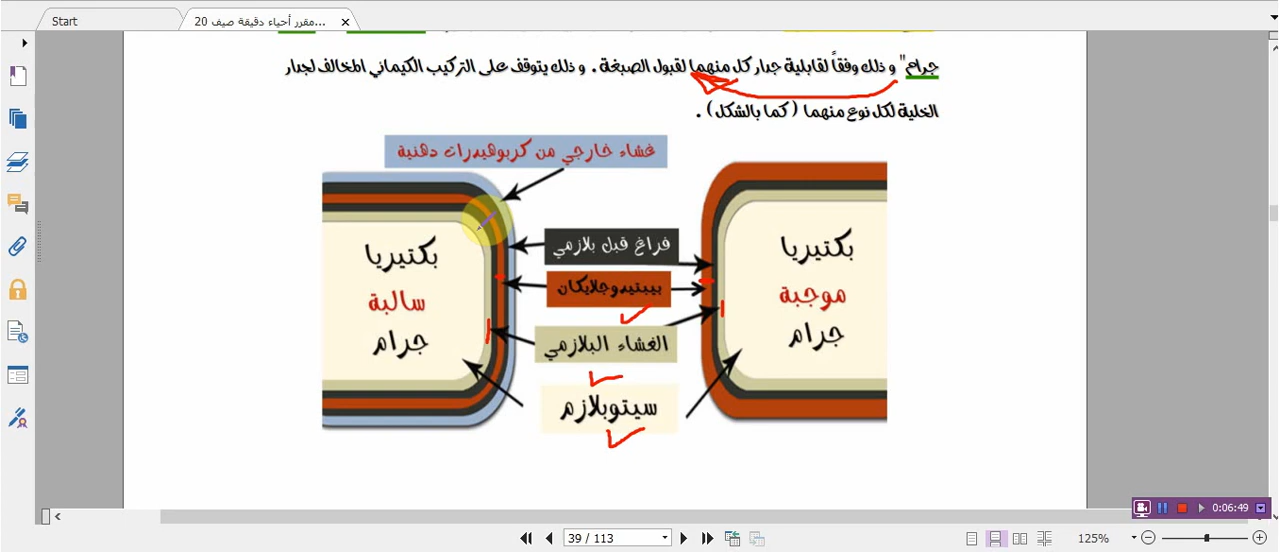 Start
مقرر أحياء دقيقة صيف 20...
جرام" و ذلك وفقاً لقابلية جدار كل منهما لقبول الصبغة . و ذلك يتوقف على التركيب الكيمائي المخالف لجدار
الخلية لكل نوع منهما ( كما بالشكل ) .
غشاء خارجي من كربوهيدرات دهنية
فراغ قبل بلازمي
بيبتيدوجلايكان
الغشاء البلازمي
سيتوبلازم
بكتيريا
موجبة
جرام
بكتيريا
سالبة
جرام
39 / 113
125%
0:06:49